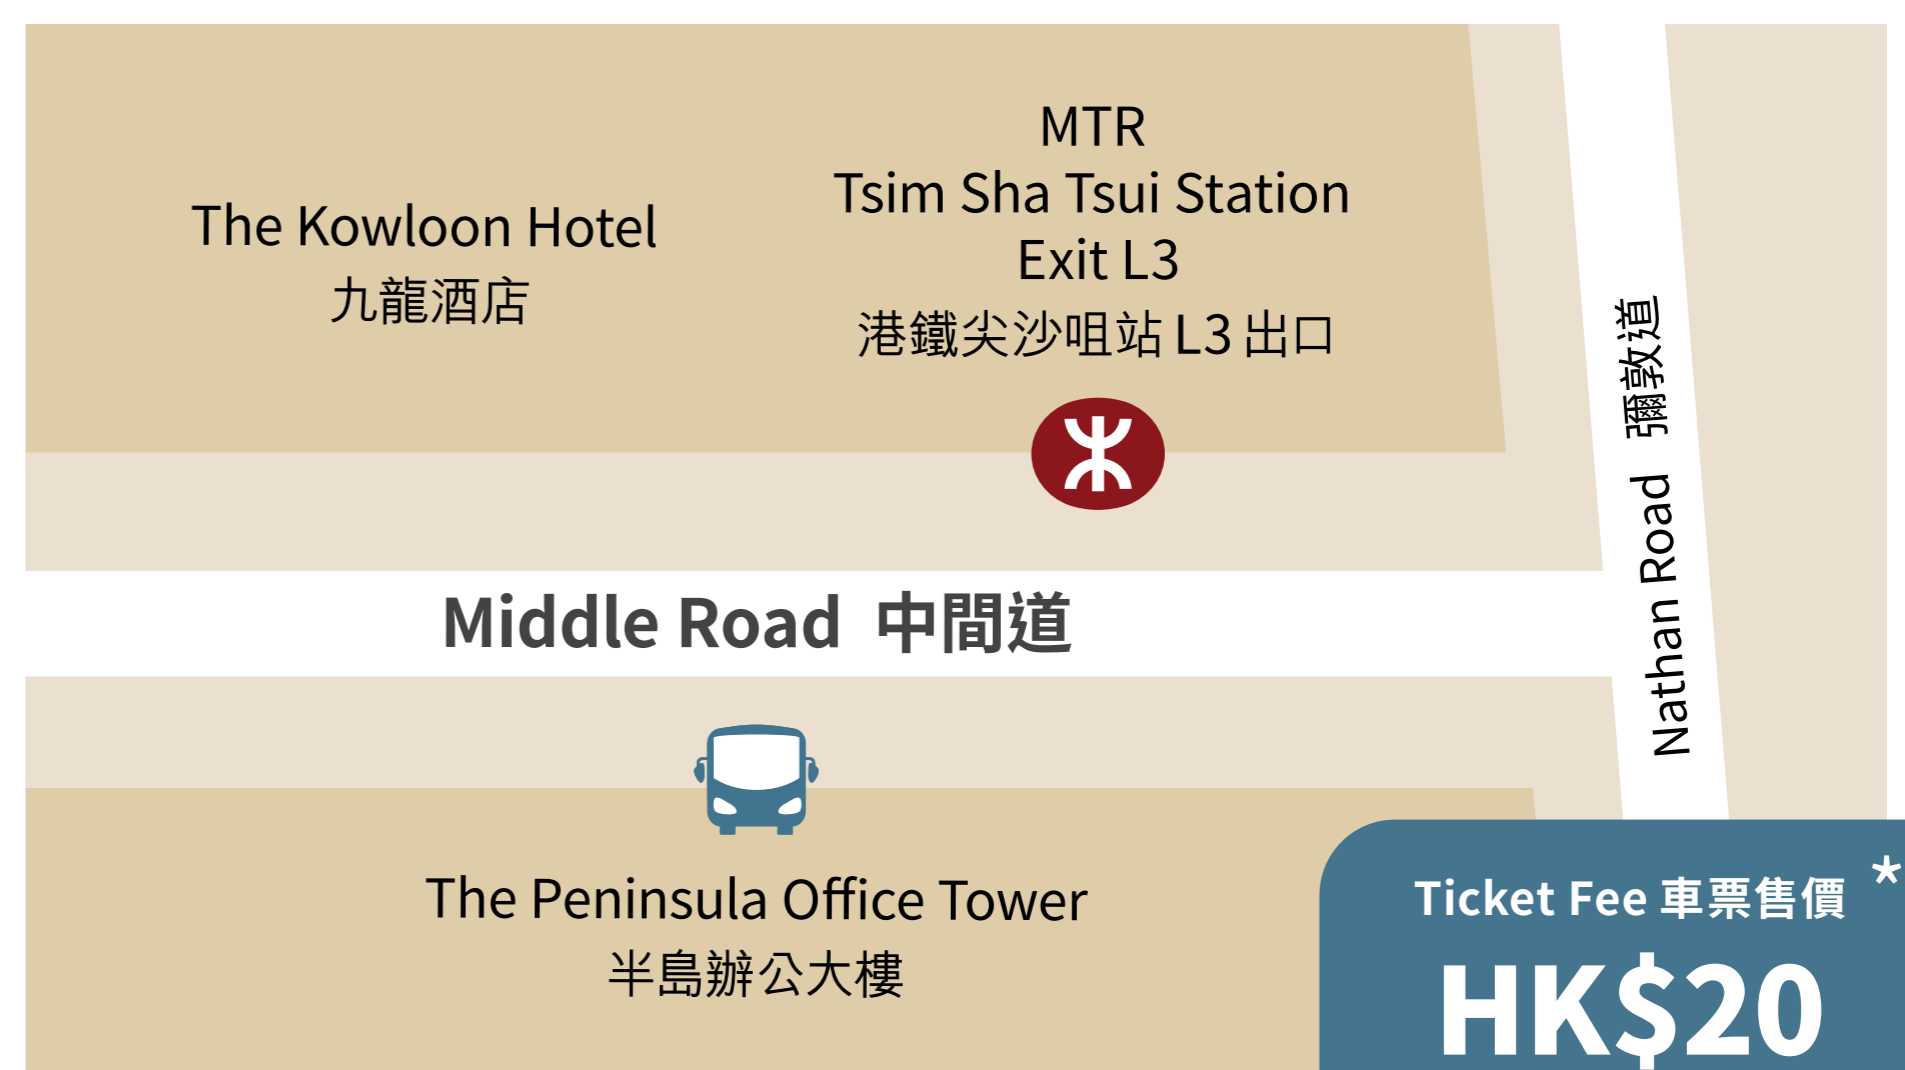 The Kowloon Hotel
九龍酒店
MTR
Tsim Sha Tsui Station
Exit L3
港鐵尖沙咀站 L3 出口
Nathan Road 彌敦道
Middle Road 中間道
The Peninsula Office Tower
半島辦公大樓
Ticket Fee 車票售價 *
HK$20